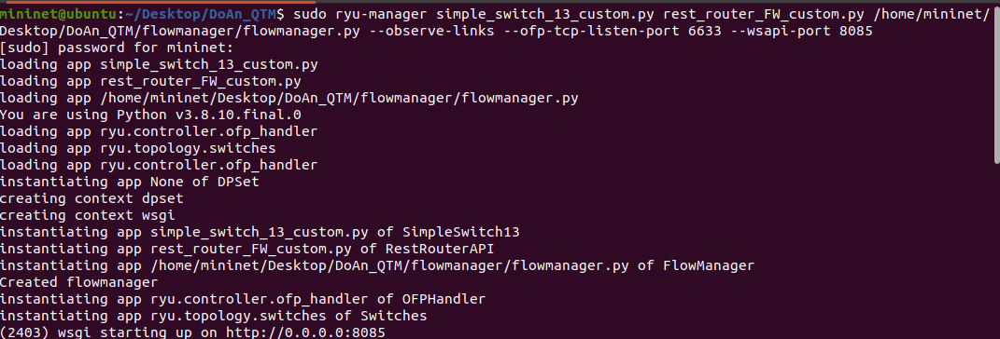 mininet@ubuntu:~/Desktop/DoAn_QTM$ sudo ryu-manager simple_switch_13_custom.py rest_router_FW_custom.py /home/mininet/
Desktop/DoAn_QTM/flowmanager/flowmanager.py --observe-links --ofp-tcp-listen-port 6633 --wsapi-port 8085
[sudo] password for mininet:
loading app simple_switch_13_custom.py
loading app rest_router_FW_custom.py
loading app /home/mininet/Desktop/DoAn_QTM/flowmanager/flowmanager.py
You are using Python v3.8.10.final.0
loading app ryu.controller.ofp_handler
loading app ryu.topology.switches
loading app ryu.controller.ofp_handler
instantiating app None of DPSet
creating context dpset
creating context wsgi
instantiating app simple_switch_13_custom.py of SimpleSwitch13
instantiating app rest_router_FW_custom.py of RestRouterAPI
instantiating app /home/mininet/Desktop/DoAn_QTM/flowmanager/flowmanager.py of FlowManager
Created flowmanager
instantiating app ryu.controller.ofp_handler of OFPHandler
instantiating app ryu.topology.switches of Switches
(2403) wsgi starting up on http://0.0.0.0:8085